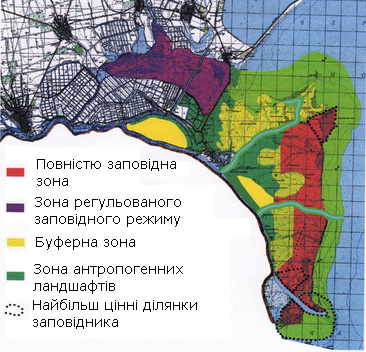 Повністю заповідна
зона
Зона регульованого
заповідного режиму
Буферна зона
Зона антропогенних
ландшафтів
Найбільш цінні ділянки
заповідника